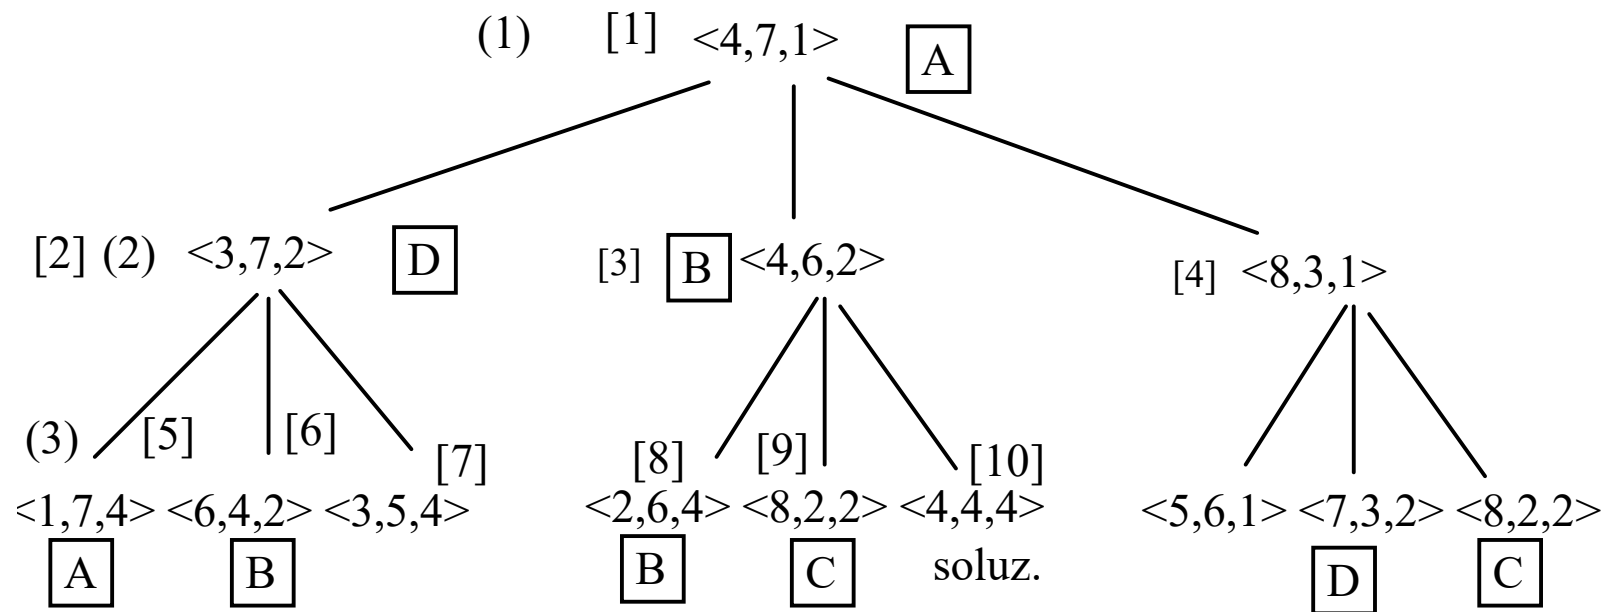 (1) [1] <4,7,1> A
[2] (2) <3,7,2> D [3] B <4,6,2> [4] <8,3,1>
(3) [5] [6] [7] [8] [9] [10]
<1,7,4> <6,4,2> <3,5,4> <2,6,4> <8,2,2> <4,4,4> <5,6,1> <7,3,2> <8,2,2>
A B B C soluz. D C